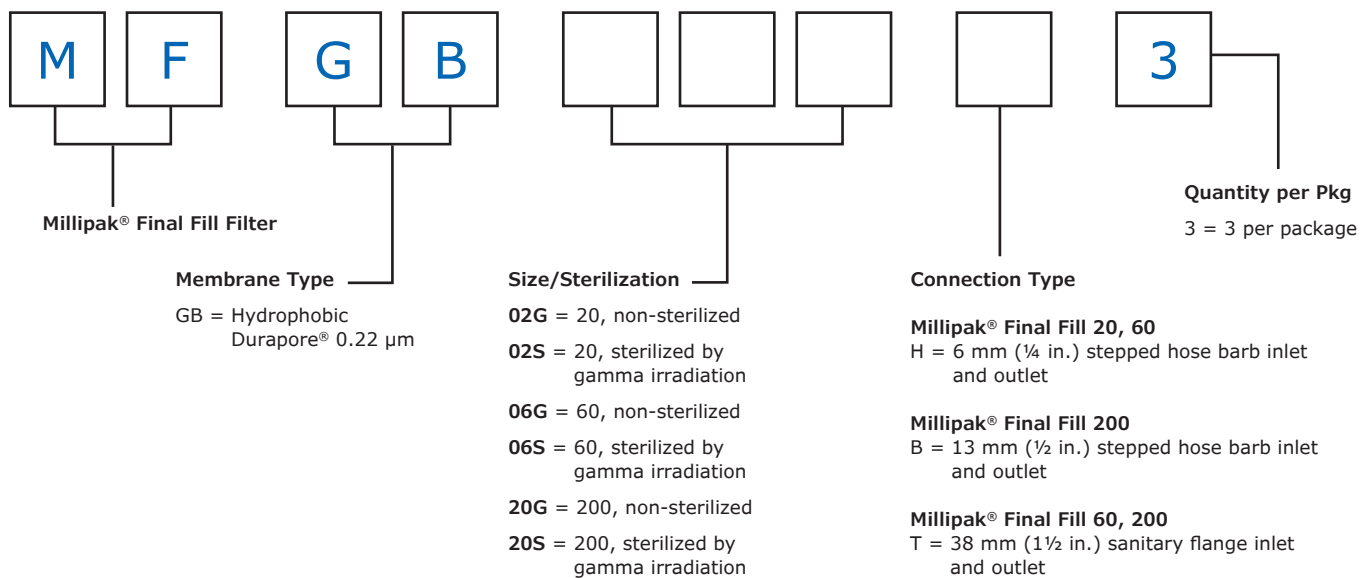 M F G B 3
Millipak® Final Fill Filter
Membrane Type
GB = Hydrophobic
Durapore® 0.22 µm
Size/Sterilization
02G = 20, non-sterilized
02S = 20, sterilized by
gamma irradiation
06G = 60, non-sterilized
06S = 60, sterilized by
gamma irradiation
20G = 200, non-sterilized
20S = 200, sterilized by
gamma irradiation
Connection Type
Millipak® Final Fill 20, 60
H = 6 mm (¼ in.) stepped hose barb inlet
and outlet
Millipak® Final Fill 200
B = 13 mm (½ in.) stepped hose barb inlet
and outlet
Millipak® Final Fill 60, 200
T = 38 mm (1½ in.) sanitary flange inlet
and outlet
Quantity per Pkg
3 = 3 per package